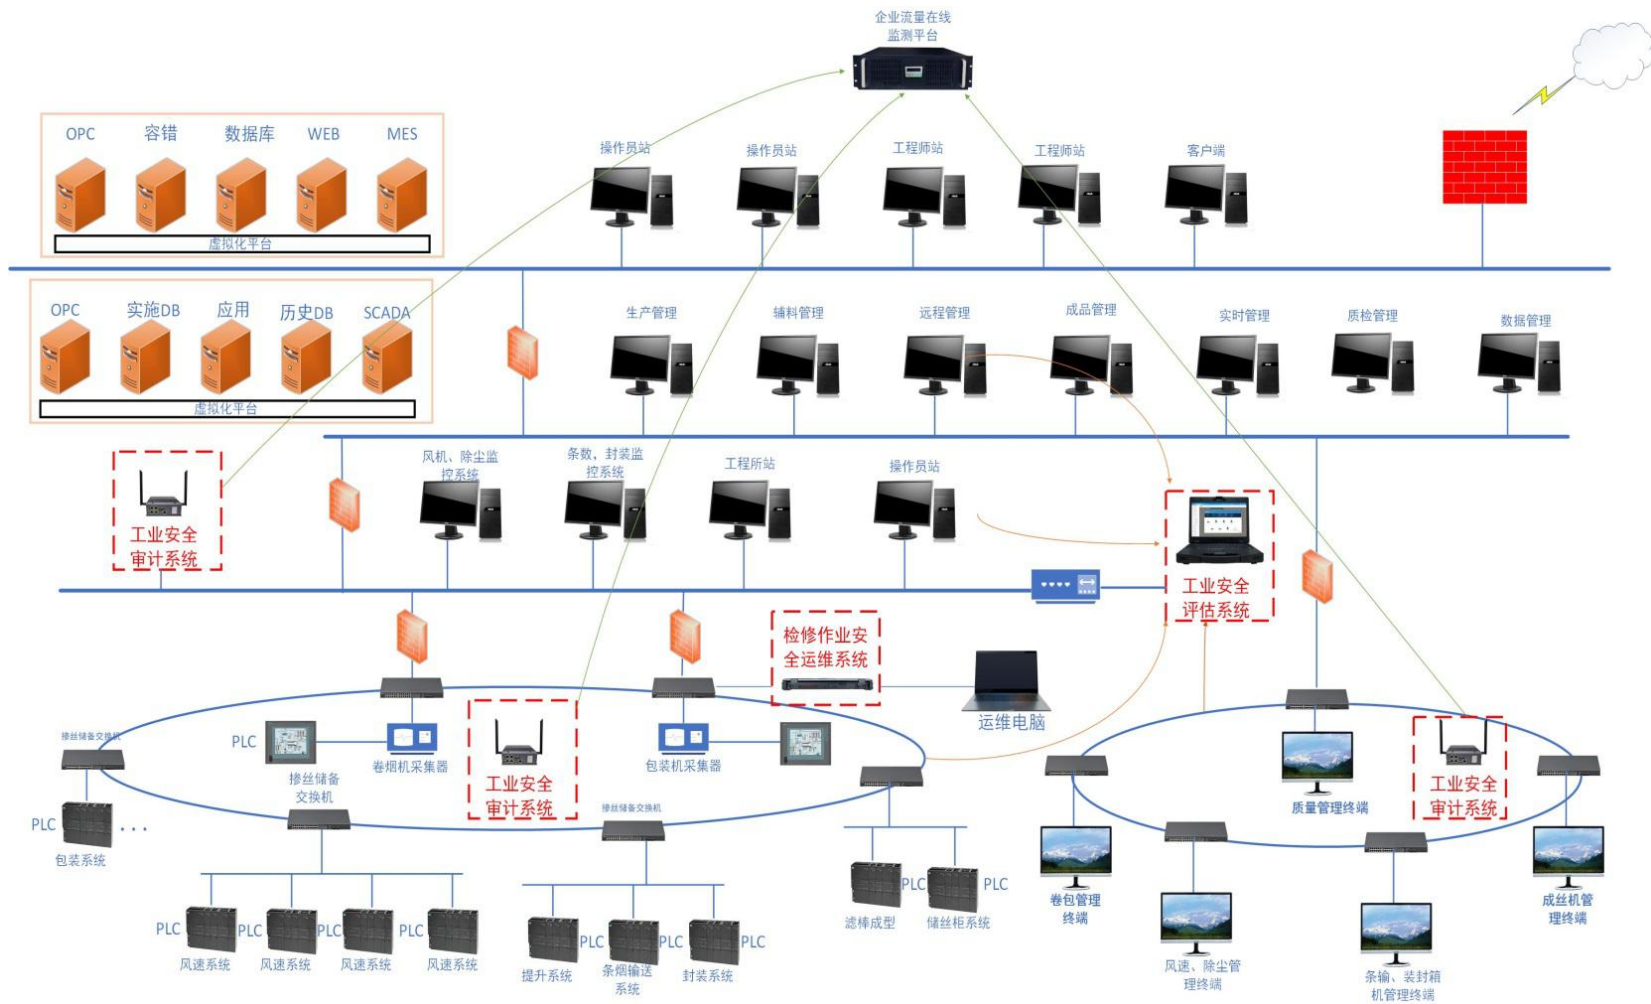 企业流量在线
监测平台
OPC
容错
数据库
WEB
MES
虚拟化平台
操作员站
操作员站
工程师站
工程师站
客户端
OPC
实施DB
应用
历史DB
SCADA
虚拟化平台
生产管理
辅料管理
远程管理
成品管理
实时管理
质检管理
数据管理
工业安全
审计系统
风机、除尘监
控系统
条数，封装监
控系统
工程所站
操作员站
工业安全
评估系统
检修作业安
全运维系统
运维电脑
掺丝储备交换机
PLC
掺丝储备
交换机
卷烟机采集器
工业安全
审计系统
包装机采集器
掺丝储备交换机
PLC
...
包装系统
PLC
风速系统
PLC
风速系统
PLC
风速系统
PLC
风速系统
PLC
提升系统
PLC
条烟输送
系统
PLC
封装系统
PLC
滤棒成型
PLC
储丝柜系统
质量管理终端
工业安全
审计系统
卷包管理
终端
风速、除尘管
理终端
条输、装封箱
机管理终端
成丝机管
理终端